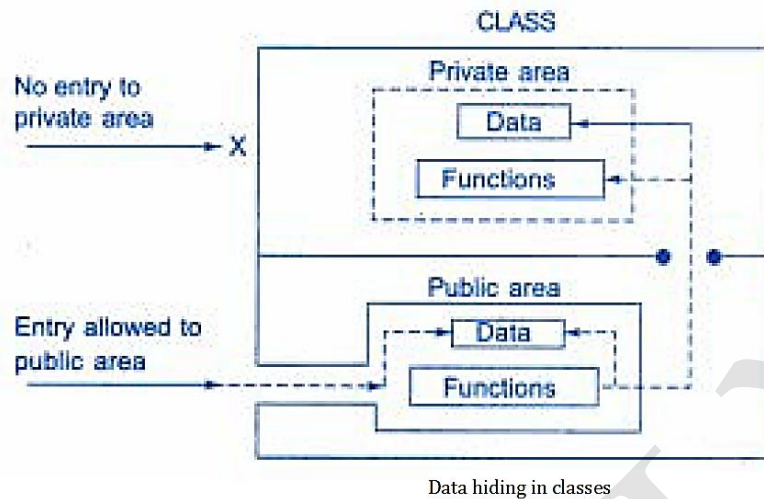 CLASS
No entry to
private area
X
Private area
Data
Functions
Entry allowed to
public area
Public area
Data
Functions
Data hiding in classes